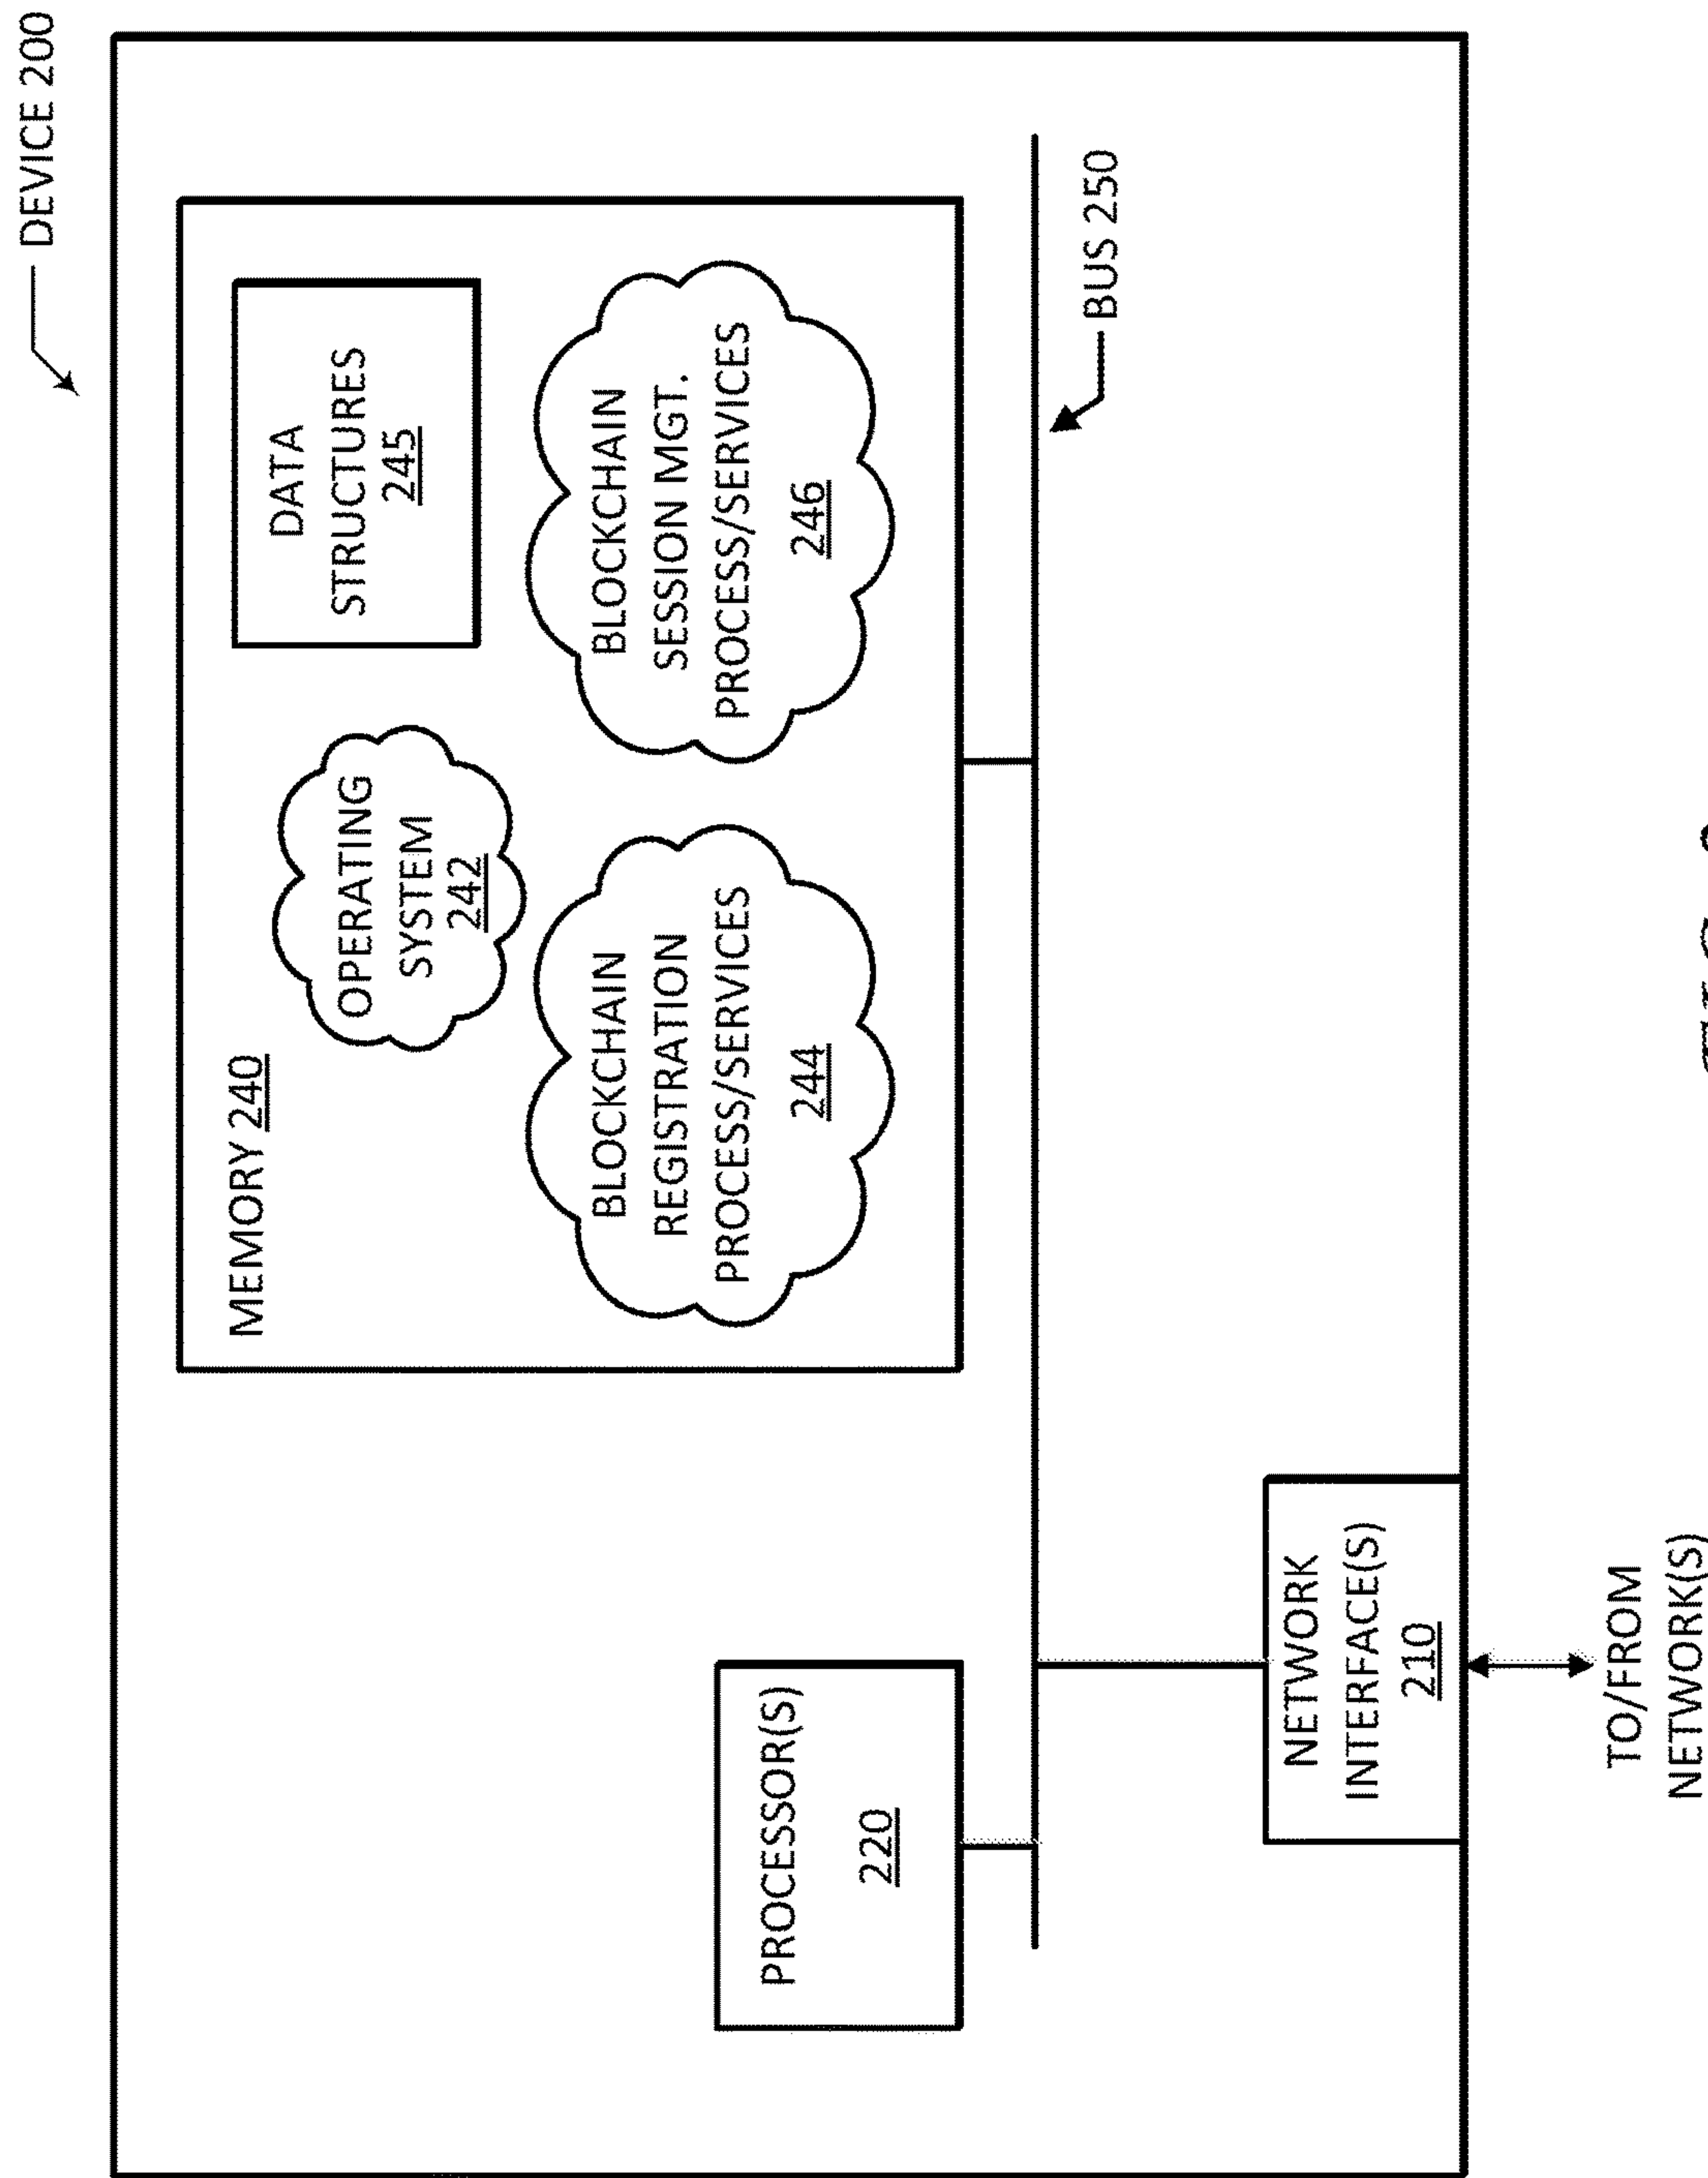 DEVICE 200
MEMORY 240
OPERATING
SYSTEM
242
DATA
STRUCTURES
245
BLOCKCHAIN
REGISTRATION
PROCESS/SERVICES
244
BLOCKCHAIN
SESSION MGT.
PROCESS/SERVICES
246
PROCESSOR(S)
220
BUS 250
NETWORK
INTERFACE(S)
210
TO/FROM
NETWORK(S)